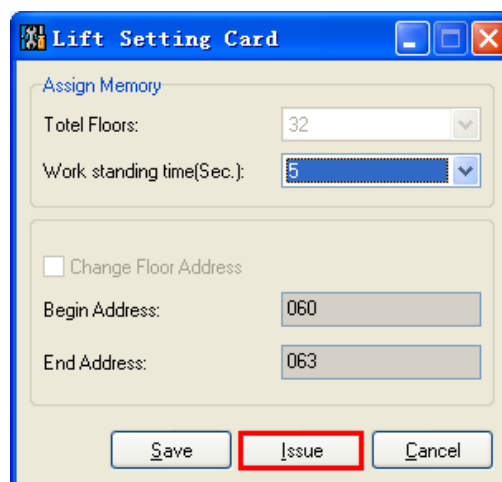 Lift Setting Card
Assign Memory
Totel Floors: 32
Work standing time(Sec.): 5
Change Floor Address
Begin Address: 060
End Address: 063
Save Issue Cancel